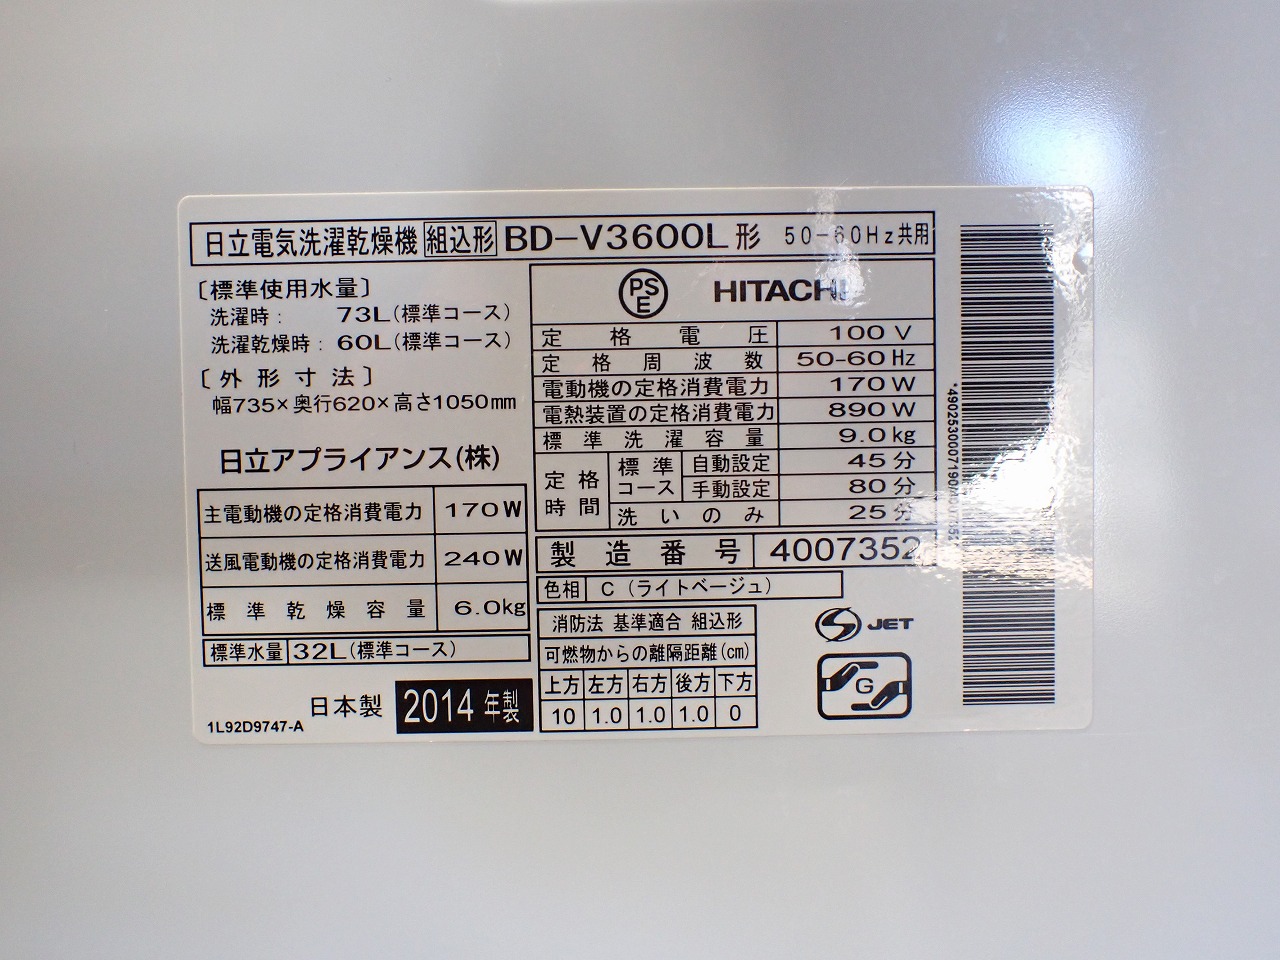 日立電気洗濯乾燥機 組込形 BD-V3600L形 50-60Hz共用
〔標準使用水量〕
洗濯時: 73L(標準コース)
洗濯乾燥時: 60L(標準コース)
〔外形寸法〕
幅735×奥行620×高さ1050mm
日立アプライアンス(株)
主電動機の定格消費電力 170W
送風電動機の定格消費電力 240W
標準乾燥容量 6.0kg
標準水量 32L(標準コース)
日本製 2014年製
1L92D9747-A
PS
E
HITACHI
定格電圧 100V
定格周波数 50-60Hz
電動機の定格消費電力 170W
電熱装置の定格消費電力 890W
標準洗濯容量 9.0kg
定格時間 標準コース 自動設定 45分
手動設定 80分
洗いのみ 25分
製造番号 4007352
色相 C(ライトベージュ)
消防法 基準適合 組込形
可燃物からの離隔距離(cm)
上方 左方 右方 後方 下方
10 1.0 1.0 1.0 0
S JET
G